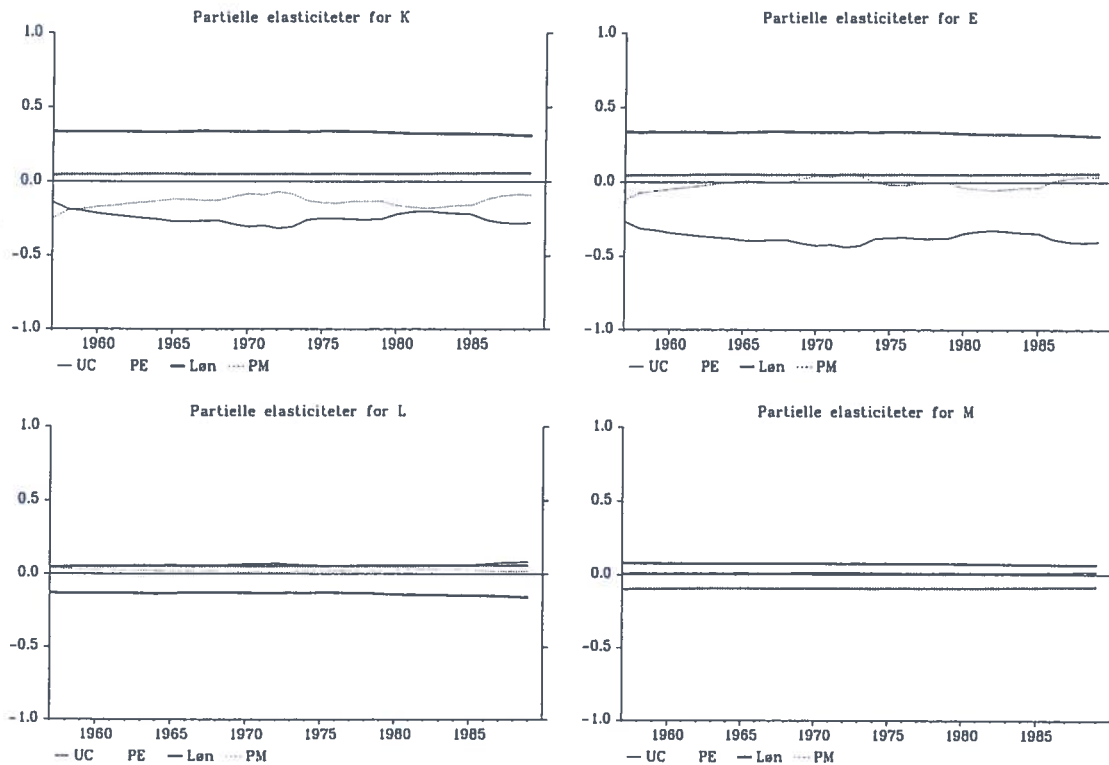 Partielle elasticiteter for K
1.0
0.5
0.0
-0.5
-1.0
1960 1965 1970 1975 1980 1985
UC PE Løn PM
Partielle elasticiteter for E
1.0
0.5
0.0
-0.5
-1.0
1960 1965 1970 1975 1980 1985
UC PE Løn PM
Partielle elasticiteter for L
1.0
0.5
0.0
-0.5
-1.0
1960 1965 1970 1975 1980 1985
UC PE Løn PM
Partielle elasticiteter for M
1.0
0.5
0.0
-0.5
-1.0
1960 1965 1970 1975 1980 1985
UC PE Løn PM